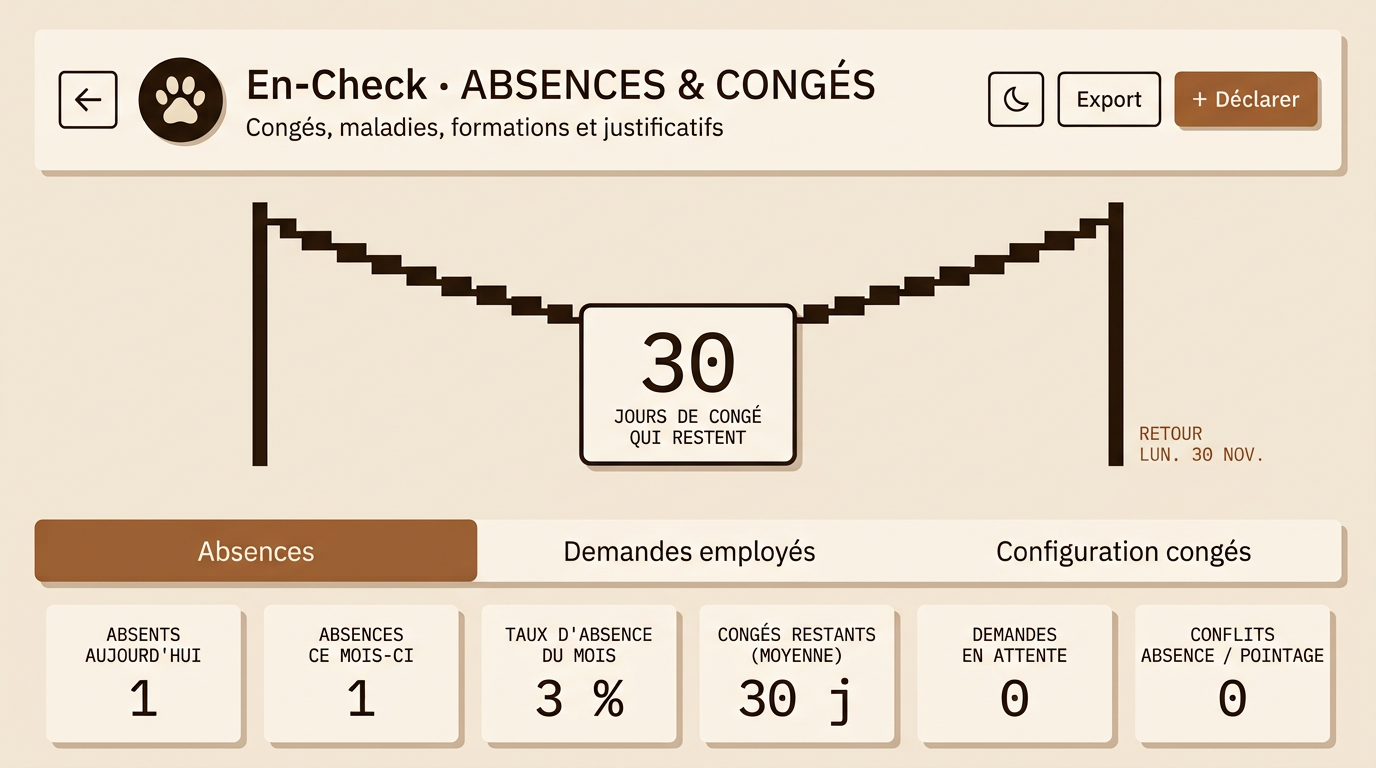 En-Check · ABSENCES & CONGÉS
Congés, maladies, formations et justificatifs
Export
+ Déclarer
30
JOURS DE CONGÉ
QUI RESTENT
RETOUR
LUN. 30 NOV.
Absences
Demandes employés
Configuration congés
ABSENTS
AUJOURD'HUI
1
ABSENCES
CE MOIS-CI
1
TAUX D'ABSENCE
DU MOIS
3 %
CONGÉS RESTANTS
(MOYENNE)
30 j
DEMANDES
EN ATTENTE
0
CONFLITS
ABSENCE / POINTAGE
0